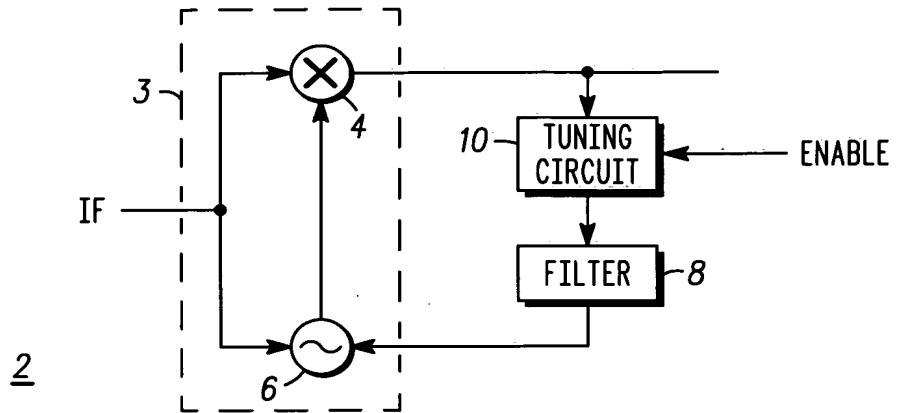 3
4
10
TUNING
CIRCUIT
ENABLE
IF
FILTER
8
2
6